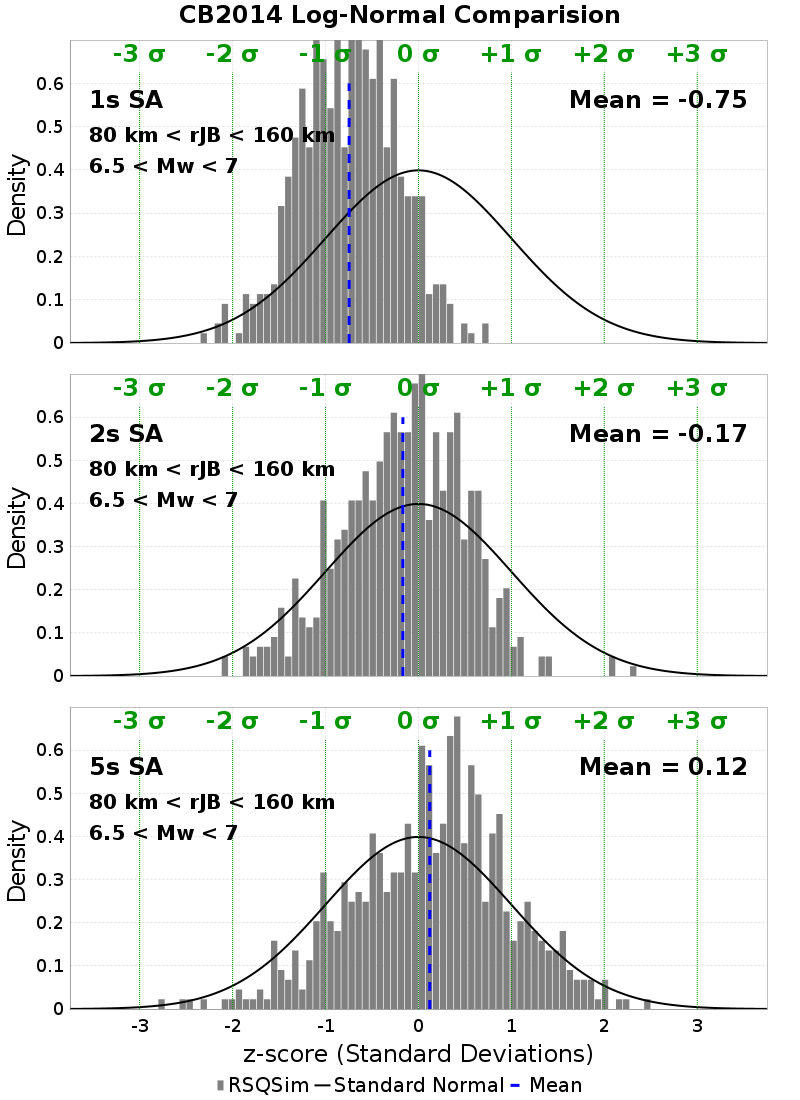 CB2014 Log-Normal Comparision
-3 σ -2 σ -1 σ 0 σ +1 σ +2 σ +3 σ
1s SA
Mean = -0.75
80 km < rJB < 160 km
6.5 < Mw < 7
Density
0.6
0.5
0.4
0.3
0.2
0.1
0
-3 σ -2 σ -1 σ 0 σ +1 σ +2 σ +3 σ
2s SA
Mean = -0.17
80 km < rJB < 160 km
6.5 < Mw < 7
Density
0.6
0.5
0.4
0.3
0.2
0.1
0
-3 σ -2 σ -1 σ 0 σ +1 σ +2 σ +3 σ
5s SA
Mean = 0.12
80 km < rJB < 160 km
6.5 < Mw < 7
Density
0.6
0.5
0.4
0.3
0.2
0.1
0
-3 -2 -1 0 1 2 3
z-score (Standard Deviations)
RSQSim Standard Normal Mean